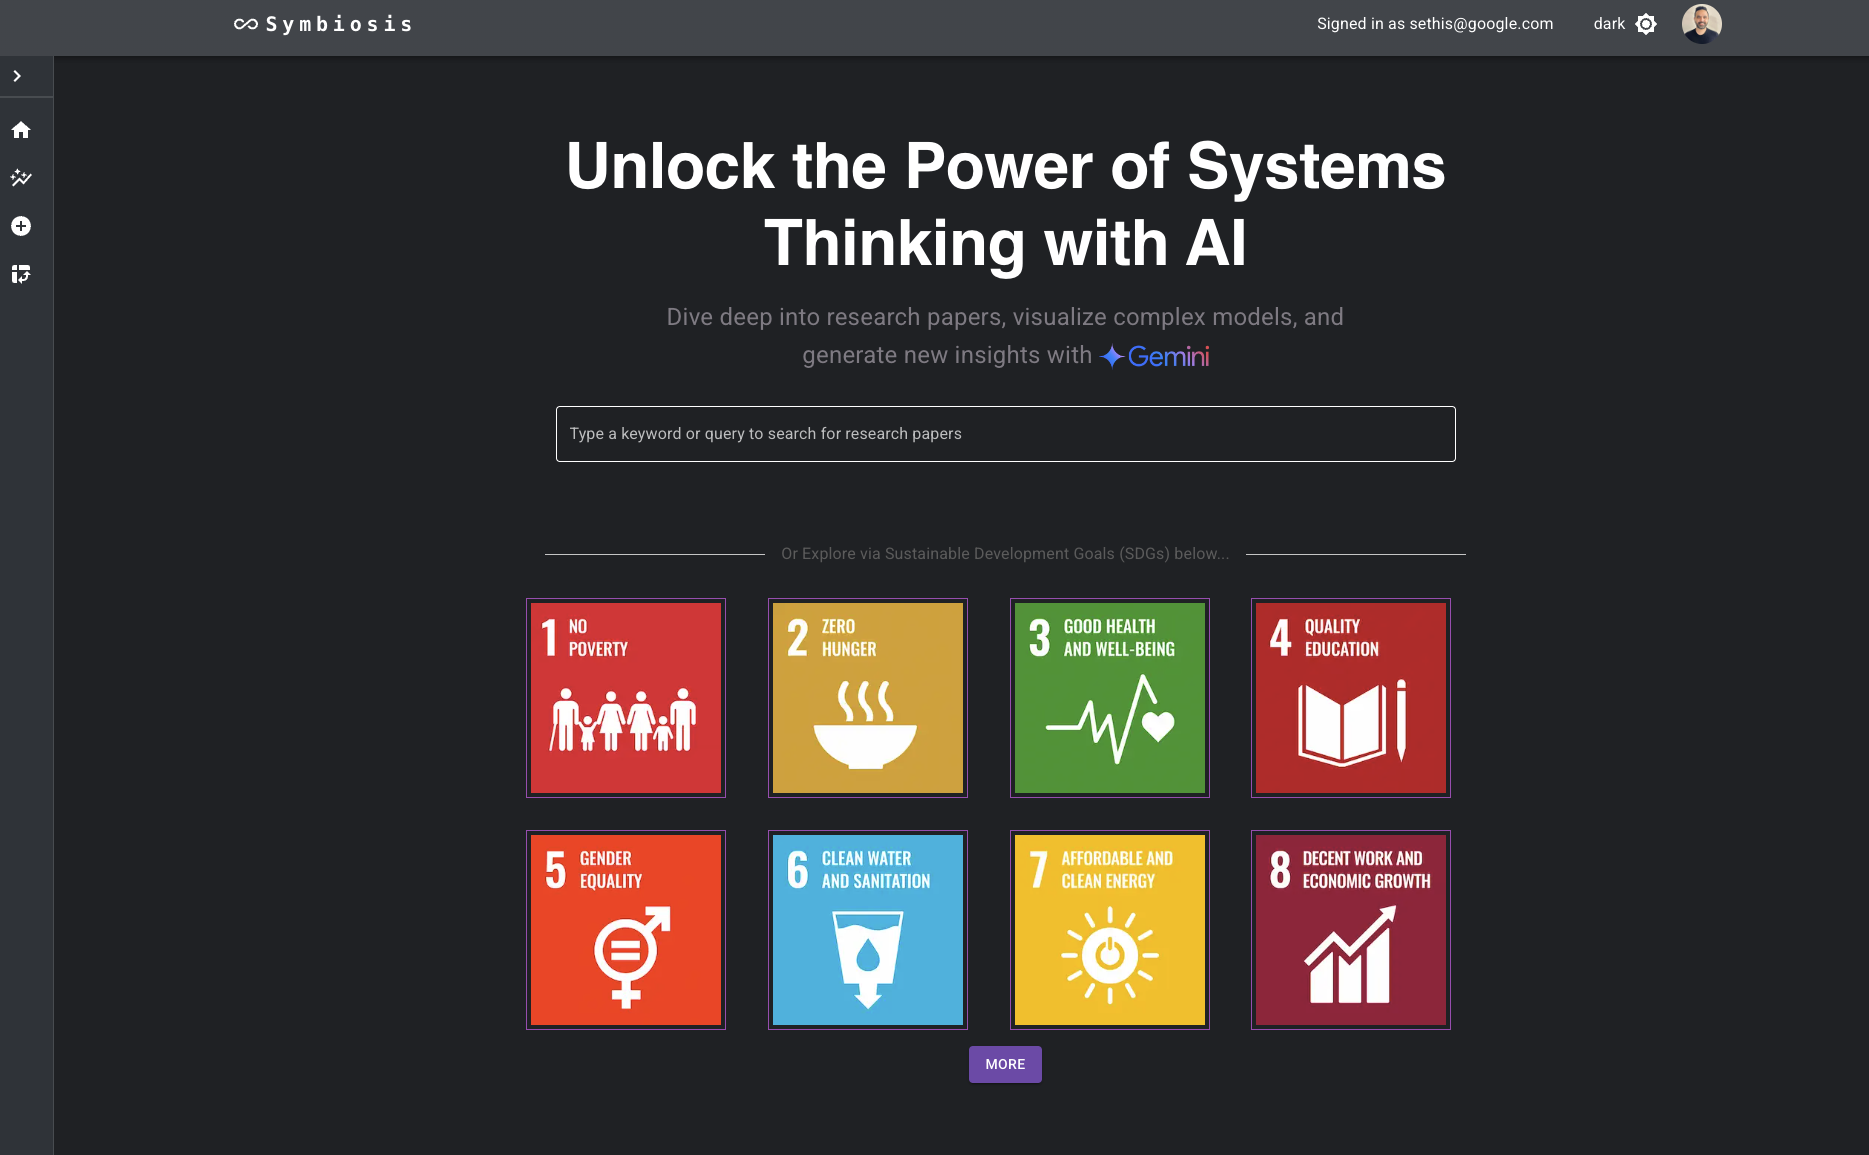 Symbiosis
Signed in as sethis@google.com
dark
Unlock the Power of Systems
Thinking with AI
Dive deep into research papers, visualize complex models, and
generate new insights with Gemini
Type a keyword or query to search for research papers
Or Explore via Sustainable Development Goals (SDGs) below...
1 NO
POVERTY
2 ZERO
HUNGER
3 GOOD HEALTH
AND WELL-BEING
4 QUALITY
EDUCATION
5 GENDER
EQUALITY
6 CLEAN WATER
AND SANITATION
7 AFFORDABLE AND
CLEAN ENERGY
8 DECENT WORK AND
ECONOMIC GROWTH
MORE